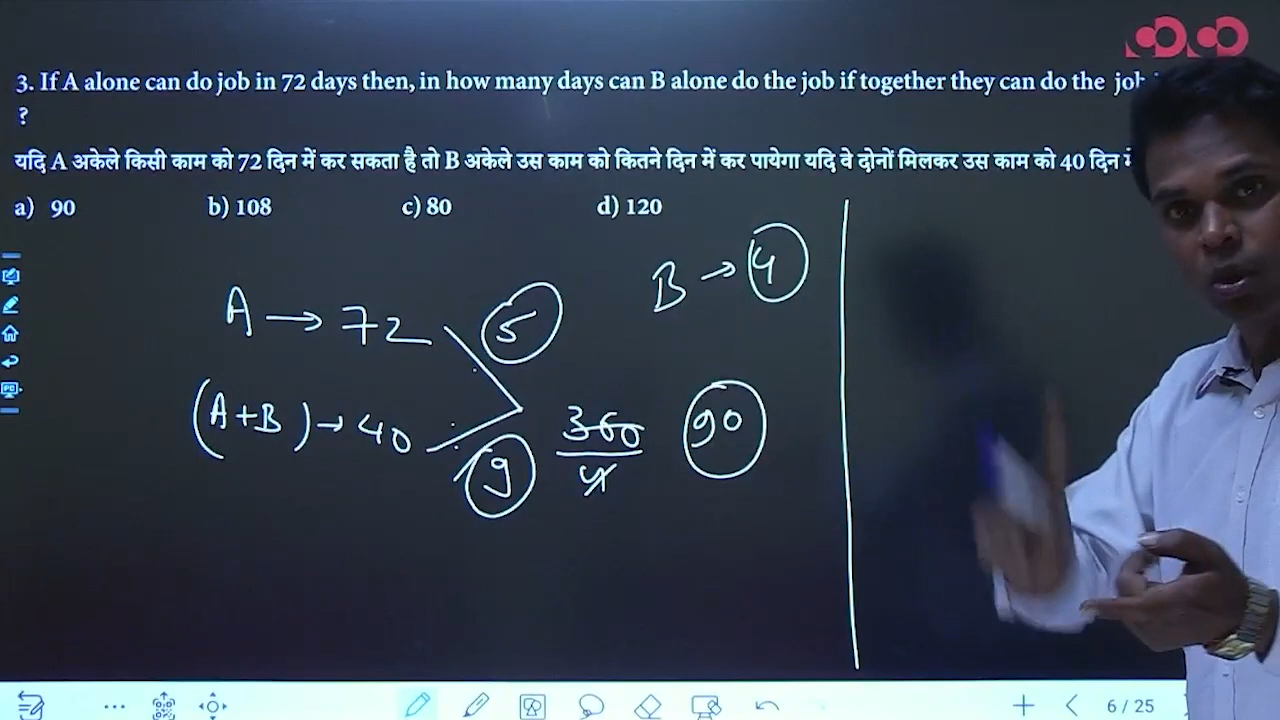 3. If A alone can do job in 72 days then, in how many days can B alone do the job if together they can do the job
?
यदि A अकेले किसी काम को 72 दिन में कर सकता है तो B अकेले उस काम को कितने दिन में कर पायेगा यदि वे दोनों मिलकर उस काम को 40 दिन में
a) 90 b) 108 c) 80 d) 120
B → 4
A → 72 5
(A+B) → 40 9 360/4 90
6 / 25